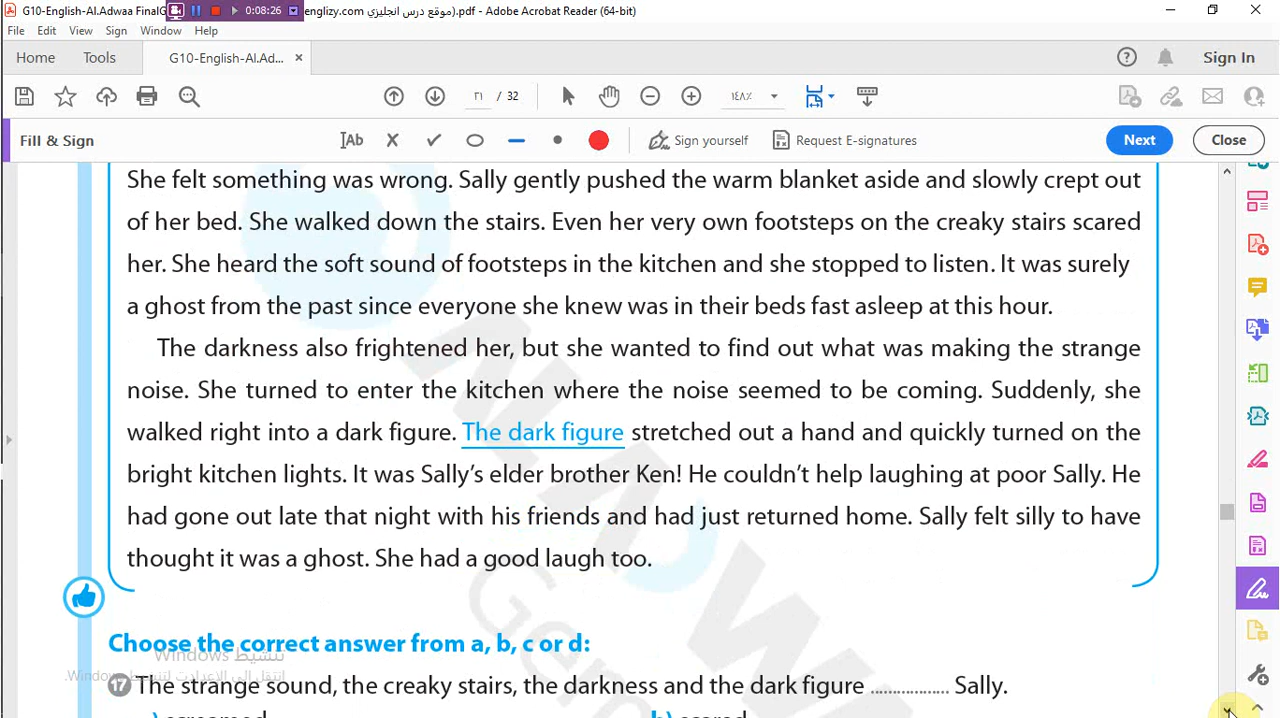 G10-English-Al.Adwaa FinalG 0:08:26 englizy.com موقع درس انجليزي).pdf - Adobe Acrobat Reader (64-bit)
File Edit View Sign Window Help
Home Tools G10-English-Al.Ad... × Sign In
٢١ / 32 ١٤٨٪
Fill & Sign Ab Sign yourself Request E-signatures Next Close
She felt something was wrong. Sally gently pushed the warm blanket aside and slowly crept out
of her bed. She walked down the stairs. Even her very own footsteps on the creaky stairs scared
her. She heard the soft sound of footsteps in the kitchen and she stopped to listen. It was surely
a ghost from the past since everyone she knew was in their beds fast asleep at this hour.
The darkness also frightened her, but she wanted to find out what was making the strange
noise. She turned to enter the kitchen where the noise seemed to be coming. Suddenly, she
walked right into a dark figure. The dark figure stretched out a hand and quickly turned on the
bright kitchen lights. It was Sally's elder brother Ken! He couldn't help laughing at poor Sally. He
had gone out late that night with his friends and had just returned home. Sally felt silly to have
thought it was a ghost. She had a good laugh too.
Choose the correct answer from a, b, c or d:
تنشيط Windows
انتقل إلى الإعدادات لتنشيط Windows.
17 The strange sound, the creaky stairs, the darkness and the dark figure .................. Sally.
a) screamed b) scared